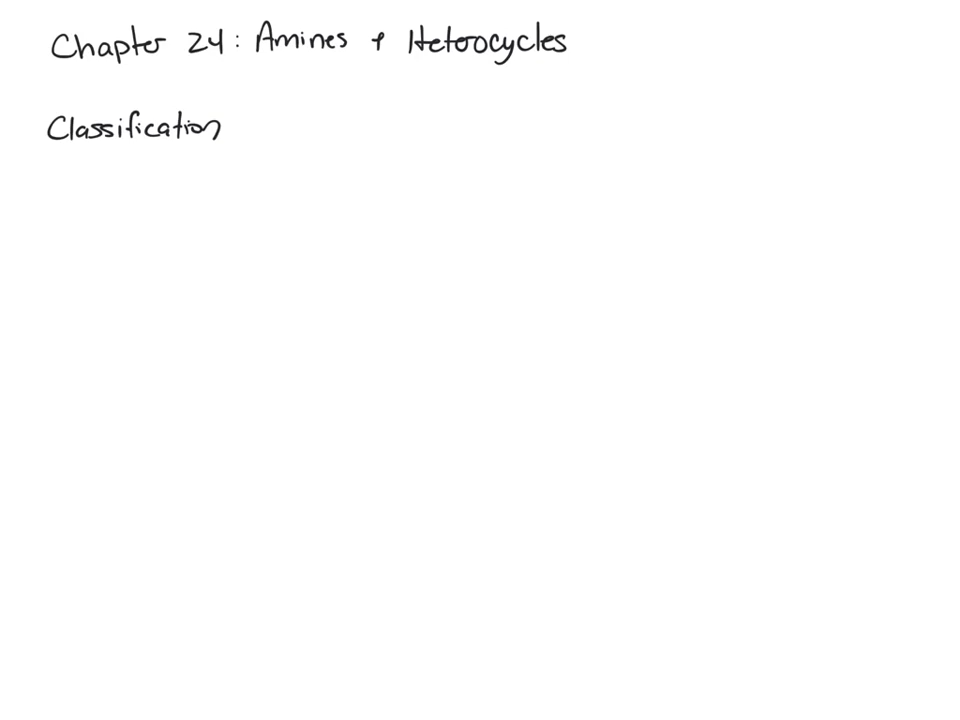 Chapter 24: Amines + Heterocycles
Classification